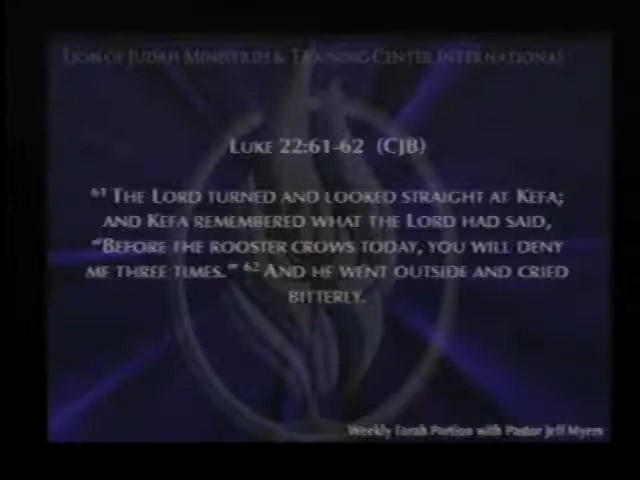 LION OF JUDAH MINISTRIES & TRAINING CENTER INTERNATIONAL
LUKE 22:61-62 (CJB)
61 THE LORD TURNED AND LOOKED STRAIGHT AT KEFA;
AND KEFA REMEMBERED WHAT THE LORD HAD SAID,
“BEFORE THE ROOSTER CROWS TODAY, YOU WILL DENY
ME THREE TIMES.” 62 AND HE WENT OUTSIDE AND CRIED
BITTERLY.
Weekly Torah Portion with Pastor Jeff Myers